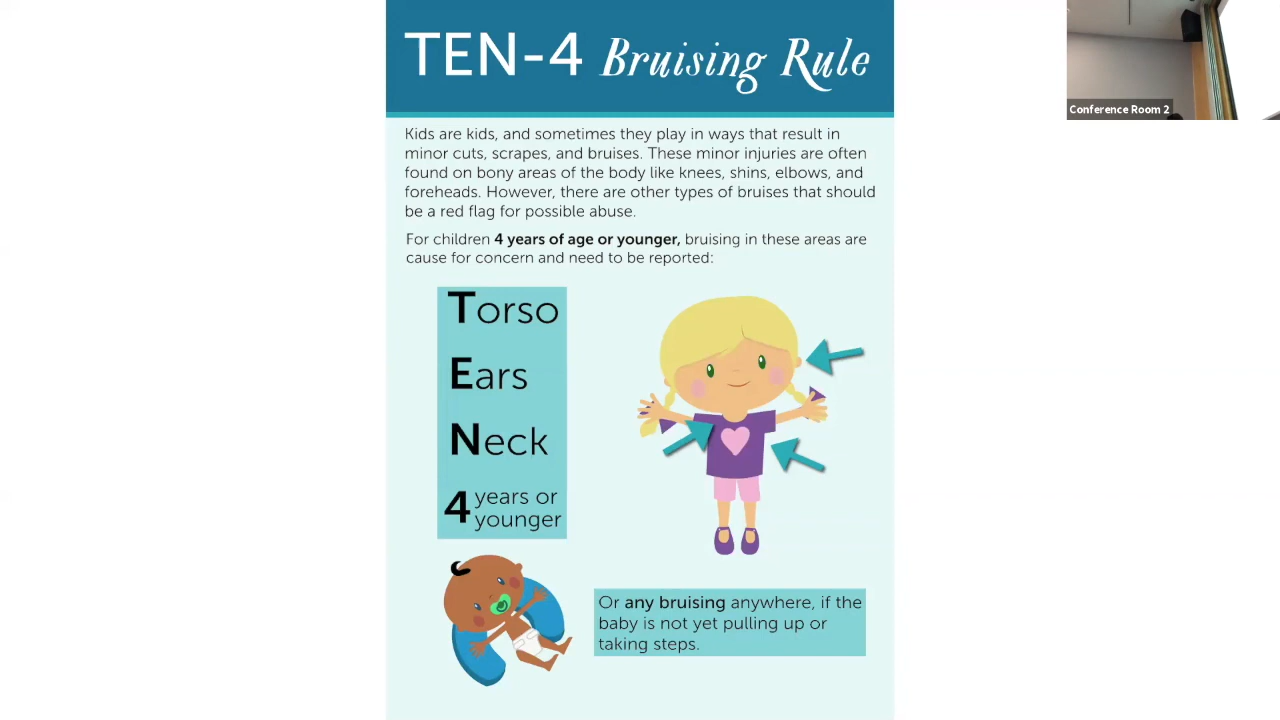 TEN-4 Bruising Rule
Kids are kids, and sometimes they play in ways that result in
minor cuts, scrapes, and bruises. These minor injuries are often
found on bony areas of the body like knees, shins, elbows, and
foreheads. However, there are other types of bruises that should
be a red flag for possible abuse.
For children 4 years of age or younger, bruising in these areas are
cause for concern and need to be reported:
Torso
Ears
Neck
4 years or
younger
Or any bruising anywhere, if the
baby is not yet pulling up or
taking steps.
Conference Room 2